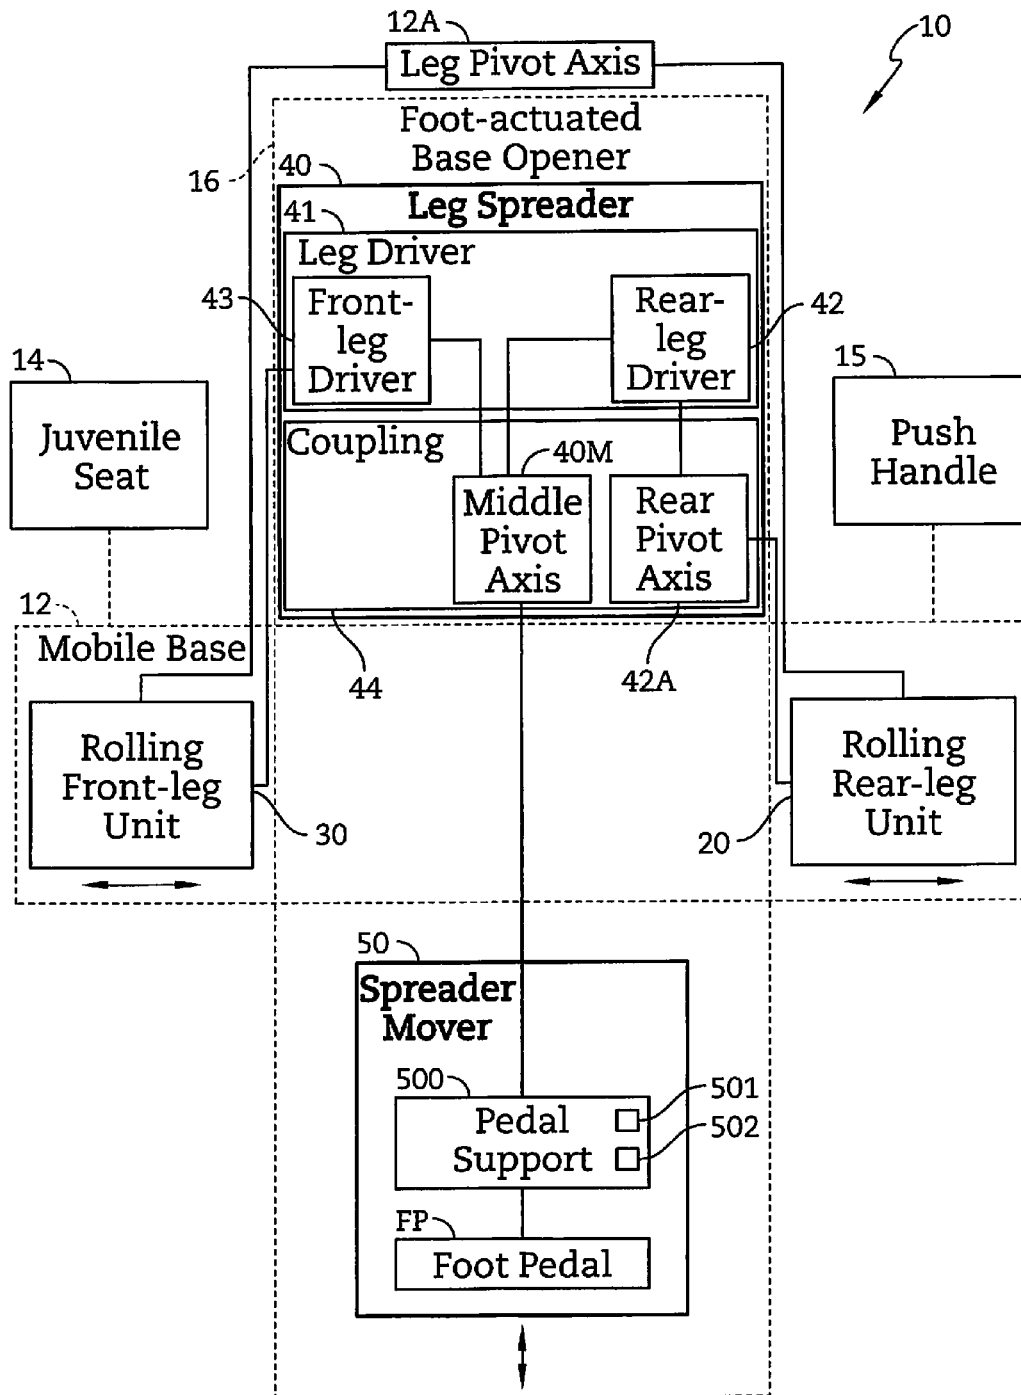 12A
10
Leg Pivot Axis
Foot-actuated
Base Opener
16
40
Leg Spreader
41
Leg Driver
43
Front-
leg
Driver
Rear-
leg
Driver
42
14
Juvenile
Seat
15
Push
Handle
Coupling
40M
Middle
Pivot
Axis
Rear
Pivot
Axis
12
Mobile Base
44
42A
Rolling
Front-leg
Unit
30
Rolling
Rear-leg
Unit
20
50
Spreader
Mover
500
Pedal
Support
501
502
FP
Foot Pedal